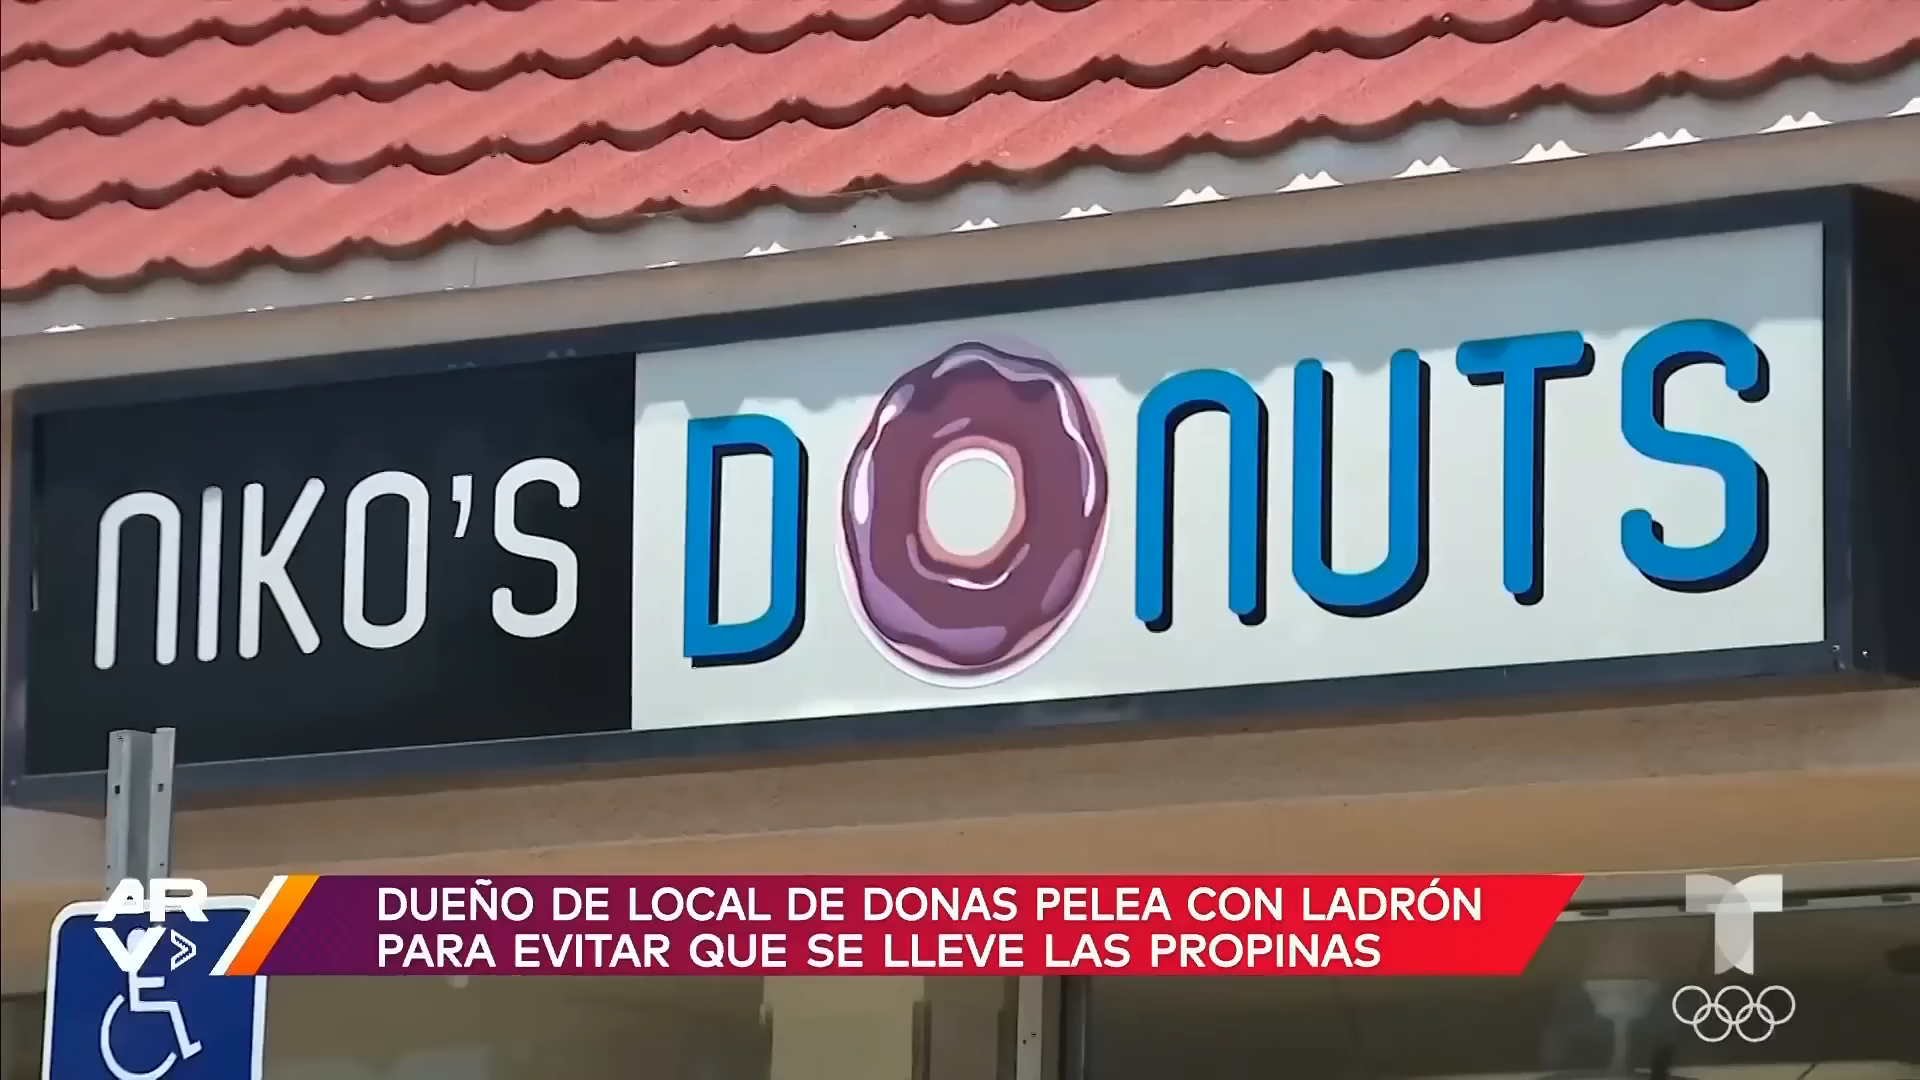 NIKO'S DONUTS
ARV
DUEÑO DE LOCAL DE DONAS PELEA CON LADRÓN
PARA EVITAR QUE SE LLEVE LAS PROPINAS